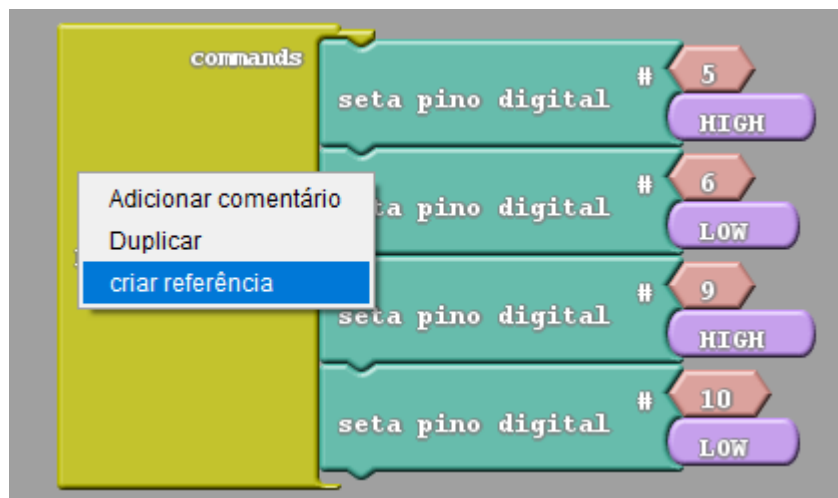 commands
#
5
seta pino digital
HIGH
Adicionar comentário
#
6
ta pino digital
LOW
Duplicar
criar referência
#
9
seta pino digital
HIGH
#
10
seta pino digital
LOW